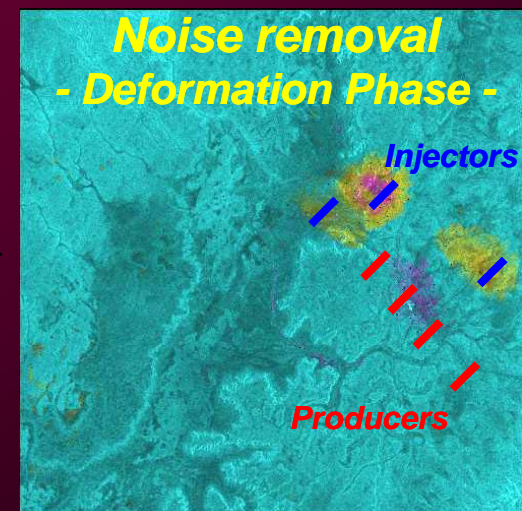 Noise removal
- Deformation Phase -
Injectors
Producers